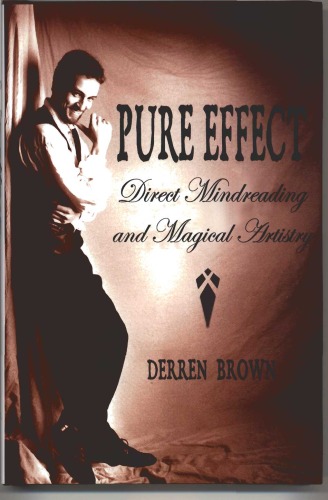 PURE EFFECT
Direct Mindreading
and Magical Artistry
DERREN BROWN